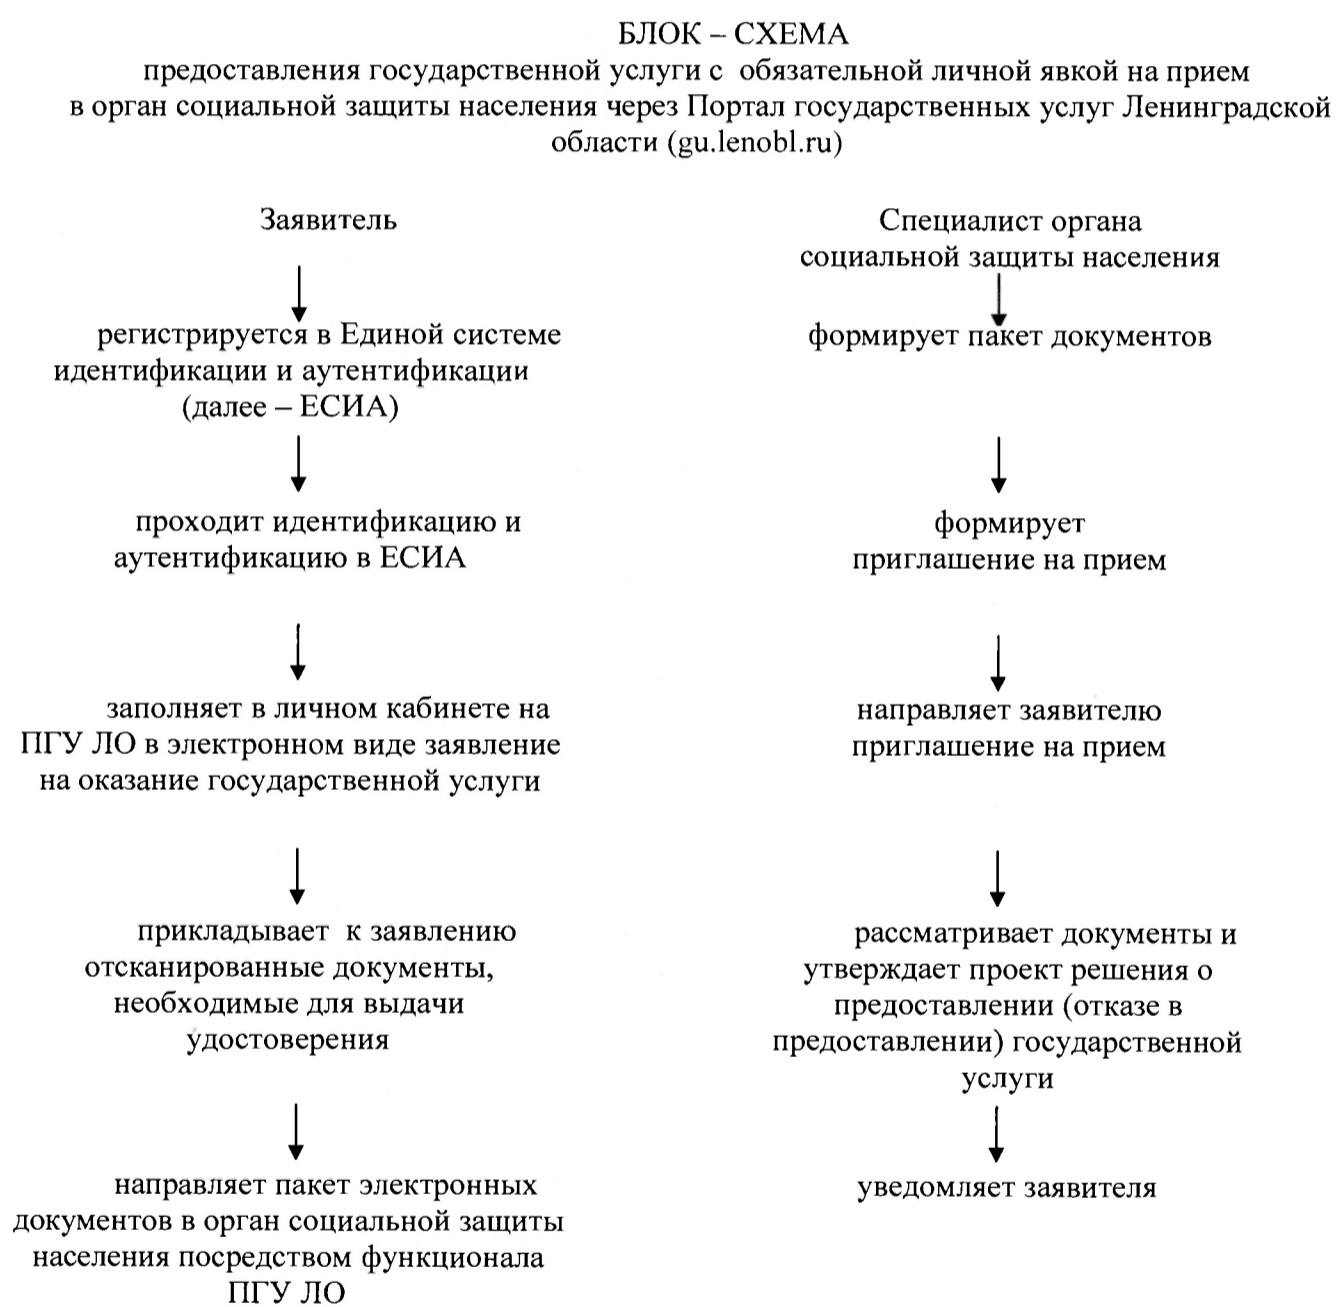 БЛОК – СХЕМА
предоставления государственной услуги с обязательной личной явкой на прием
в орган социальной защиты населения через Портал государственных услуг Ленинградской
области (gu.lenobl.ru)
Заявитель
регистрируется в Единой системе
идентификации и аутентификации
(далее – ЕСИА)
проходит идентификацию и
аутентификацию в ЕСИА
заполняет в личном кабинете на
ПГУ ЛО в электронном виде заявление
на оказание государственной услуги
прикладывает к заявлению
отсканированные документы,
необходимые для выдачи
удостоверения
направляет пакет электронных
документов в орган социальной защиты
населения посредством функционала
ПГУ ЛО
Специалист органа
социальной защиты населения
формирует пакет документов
формирует
приглашение на прием
направляет заявителю
приглашение на прием
рассматривает документы и
утверждает проект решения о
предоставлении (отказе в
предоставлении) государственной
услуги
уведомляет заявителя